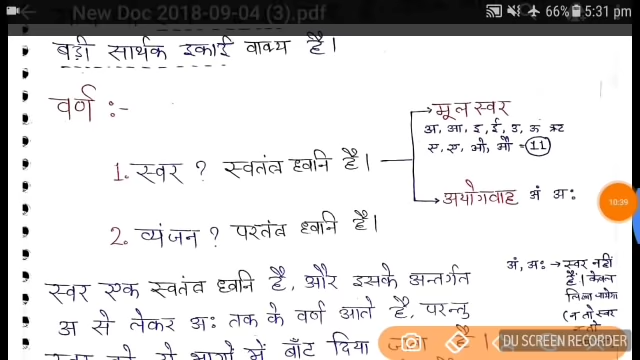 New Doc 2018-09-04 (3).pdf
66% 5:31 pm
बड़ी सार्थक इकाई वाक्य है।
वर्ण :-
→ मूल स्वर
अ, आ, इ, ई, उ, ऊ ऋ
ए, ऐ, ओ, औ = 11
1. स्वर ? स्वतंत्र ध्वनि है।
→ अयोगवाह अं अः
10:39
2. व्यंजन ? परतंत्र ध्वनि है।
अं, अः → स्वर नहीं
है। केवल
(न तो स्वर
स्वर एक स्वतंत्र ध्वनि है, और इसके अन्तर्गत
अ से लेकर अः तक के वर्ण आते है, परन्तु
भागों में बाँट दिया जाता है।
DU SCREEN RECORDER